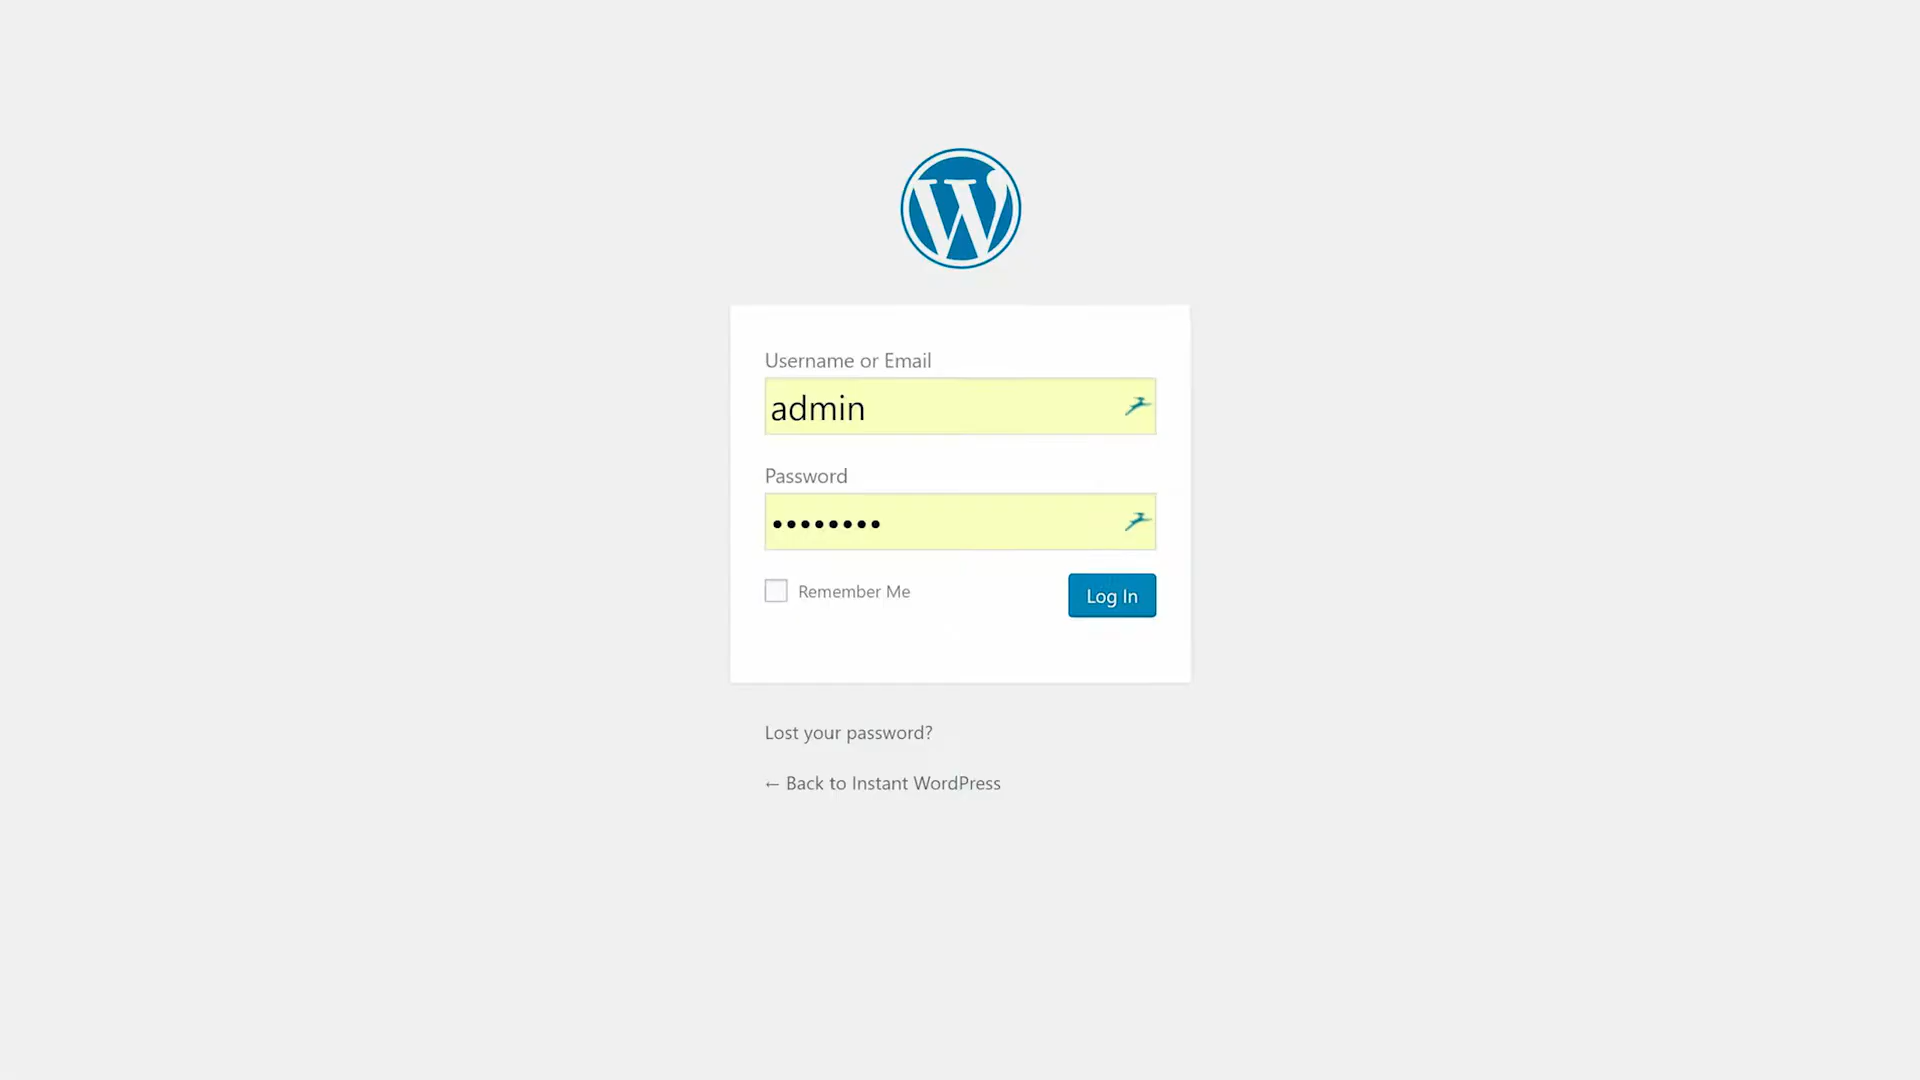 W
Username or Email
admin
Password
••••••••
Remember Me
Log In
Lost your password?
← Back to Instant WordPress